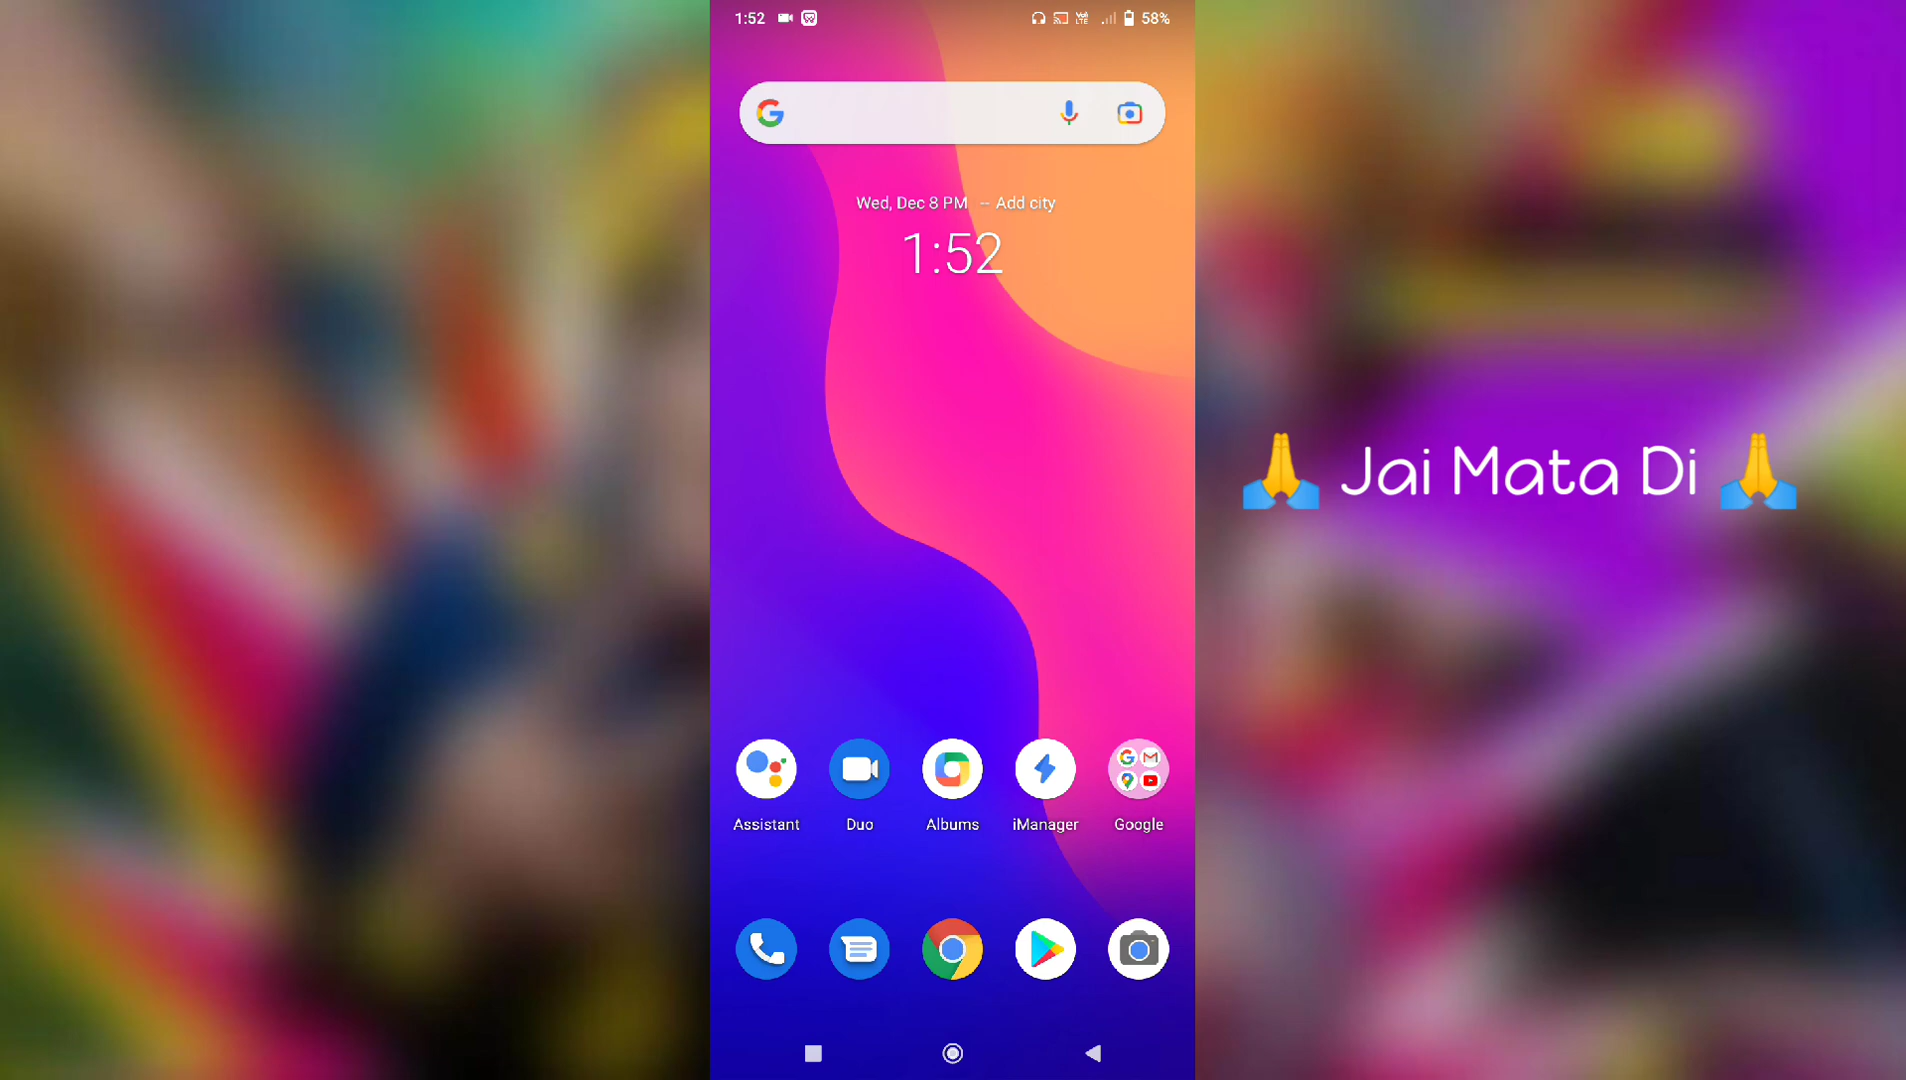 1:52 58%
Wed, Dec 8 PM -- Add city
1:52
🙏 Jai Mata Di 🙏
Assistant Duo Albums iManager Google